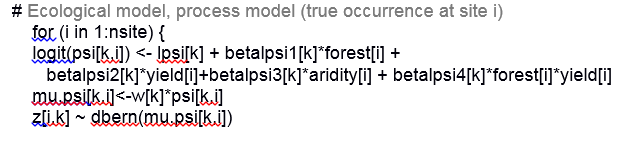 # Ecological model, process model (true occurrence at site i)
for (i in 1:nsite) {
logit(psi[k,i]) <- lpsi[k] + betalpsi1[k]*forest[i] +
betalpsi2[k]*yield[i]+betalpsi3[k]*aridity[i] + betalpsi4[k]*forest[i]*yield[i]
mu.psi[k,i]<-w[k]*psi[k,i]
z[i,k] ~ dbern(mu.psi[k,i])